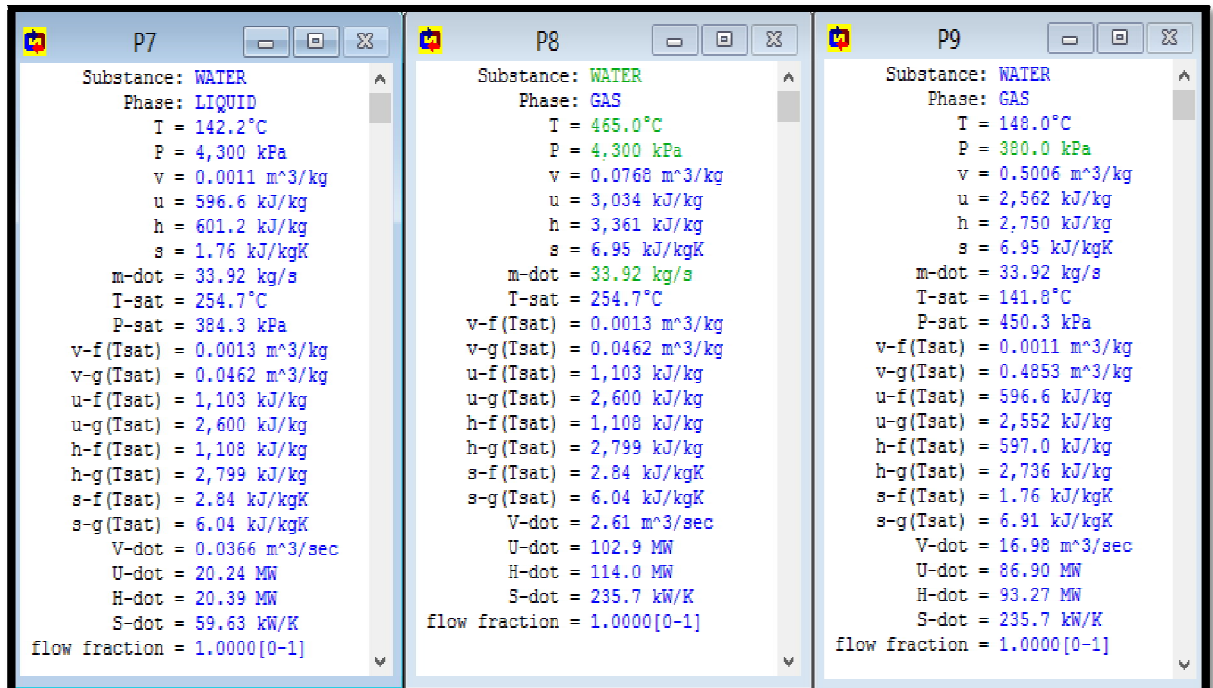 P7
Substance: WATER
Phase: LIQUID
T = 142.2°C
P = 4,300 kPa
v = 0.0011 m^3/kg
u = 596.6 kJ/kg
h = 601.2 kJ/kg
s = 1.76 kJ/kgK
m-dot = 33.92 kg/s
T-sat = 254.7°C
P-sat = 384.3 kPa
v-f(Tsat) = 0.0013 m^3/kg
v-g(Tsat) = 0.0462 m^3/kg
u-f(Tsat) = 1,103 kJ/kg
u-g(Tsat) = 2,600 kJ/kg
h-f(Tsat) = 1,108 kJ/kg
h-g(Tsat) = 2,799 kJ/kg
s-f(Tsat) = 2.84 kJ/kgK
s-g(Tsat) = 6.04 kJ/kgK
V-dot = 0.0366 m^3/sec
U-dot = 20.24 MW
H-dot = 20.39 MW
S-dot = 59.63 kW/K
flow fraction = 1.0000[0-1]
P8
Substance: WATER
Phase: GAS
T = 465.0°C
P = 4,300 kPa
v = 0.0768 m^3/kg
u = 3,034 kJ/kg
h = 3,361 kJ/kg
s = 6.95 kJ/kgK
m-dot = 33.92 kg/s
T-sat = 254.7°C
v-f(Tsat) = 0.0013 m^3/kg
v-g(Tsat) = 0.0462 m^3/kg
u-f(Tsat) = 1,103 kJ/kg
u-g(Tsat) = 2,600 kJ/kg
h-f(Tsat) = 1,108 kJ/kg
h-g(Tsat) = 2,799 kJ/kg
s-f(Tsat) = 2.84 kJ/kgK
s-g(Tsat) = 6.04 kJ/kgK
V-dot = 2.61 m^3/sec
U-dot = 102.9 MW
H-dot = 114.0 MW
S-dot = 235.7 kW/K
flow fraction = 1.0000[0-1]
P9
Substance: WATER
Phase: GAS
T = 148.0°C
P = 380.0 kPa
v = 0.5006 m^3/kg
u = 2,562 kJ/kg
h = 2,750 kJ/kg
s = 6.95 kJ/kgK
m-dot = 33.92 kg/s
T-sat = 141.8°C
P-sat = 450.3 kPa
v-f(Tsat) = 0.0011 m^3/kg
v-g(Tsat) = 0.4853 m^3/kg
u-f(Tsat) = 596.6 kJ/kg
u-g(Tsat) = 2,552 kJ/kg
h-f(Tsat) = 597.0 kJ/kg
h-g(Tsat) = 2,736 kJ/kg
s-f(Tsat) = 1.76 kJ/kgK
s-g(Tsat) = 6.91 kJ/kgK
V-dot = 16.98 m^3/sec
U-dot = 86.90 MW
H-dot = 93.27 MW
S-dot = 235.7 kW/K
flow fraction = 1.0000[0-1]